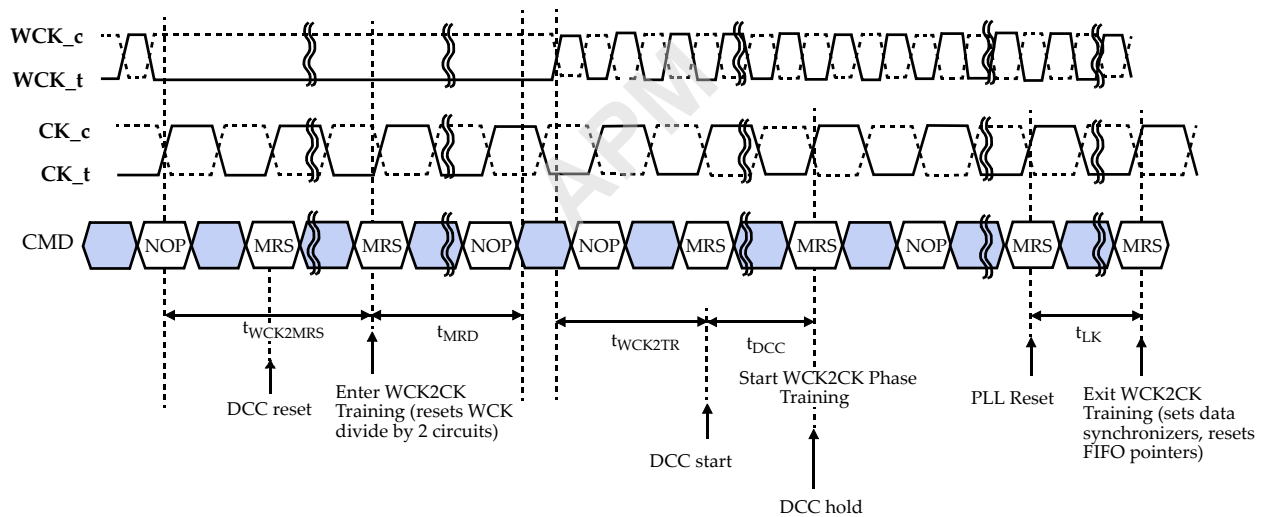 WCK_c
WCK_t
CK_c
CK_t
CMD
NOP MRS MRS NOP NOP MRS MRS NOP MRS MRS
tWCK2MRS
tMRD
tWCK2TR
tDCC
tLK
DCC reset
Enter WCK2CK
Training (resets WCK
divide by 2 circuits)
Start WCK2CK Phase
Training
DCC start
DCC hold
PLL Reset
Exit WCK2CK
Training (sets data
synchronizers, resets
FIFO pointers)
APM